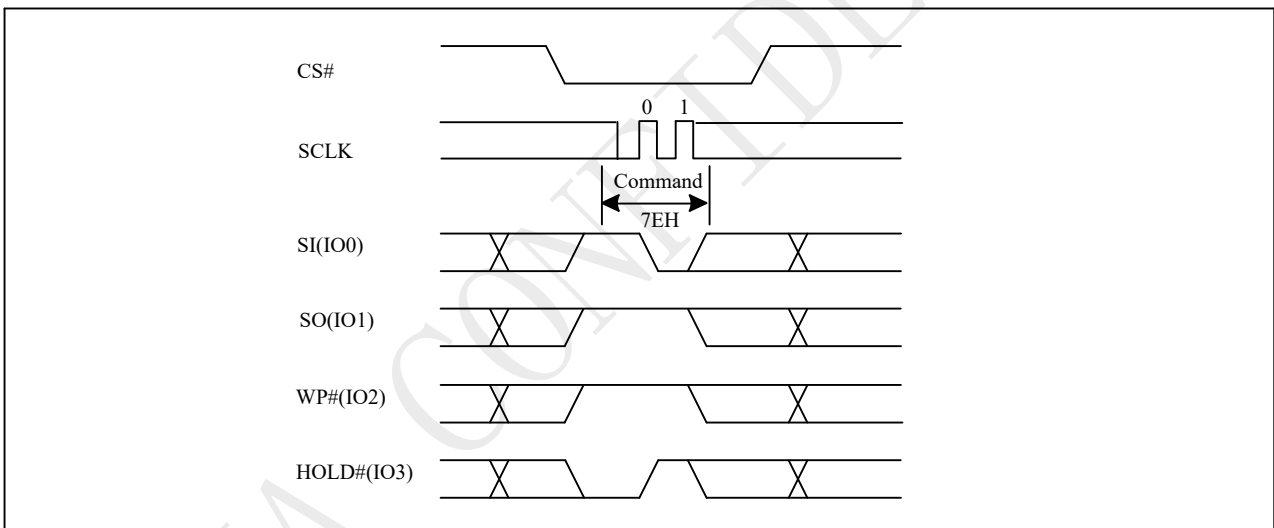 CS#
0 1
SCLK
Command
7EH
SI(IO0)
SO(IO1)
WP#(IO2)
HOLD#(IO3)